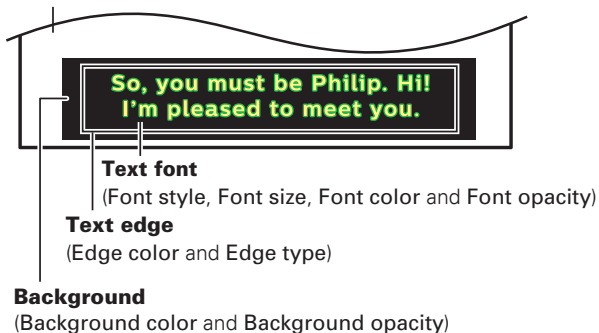 So, you must be Philip. Hi!
I'm pleased to meet you.
Text font
(Font style, Font size, Font color and Font opacity)
Text edge
(Edge color and Edge type)
Background
(Background color and Background opacity)